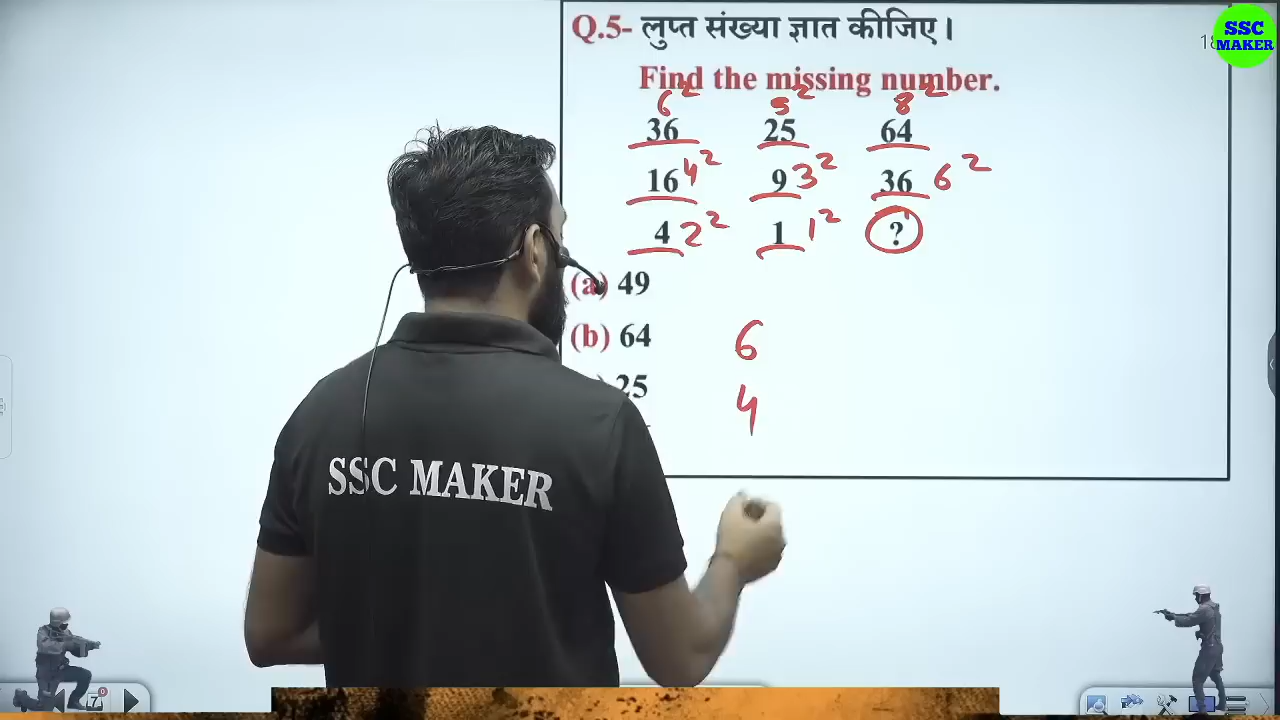 SSC
MAKER
Q.5- लुप्त संख्या ज्ञात कीजिए।
Find the missing number.
6² 5² 8²
36 25 64
16 4² 9 3² 36 6²
4 2² 1 1² ?
(a) 49
(b) 64
25
6
4
SSC MAKER